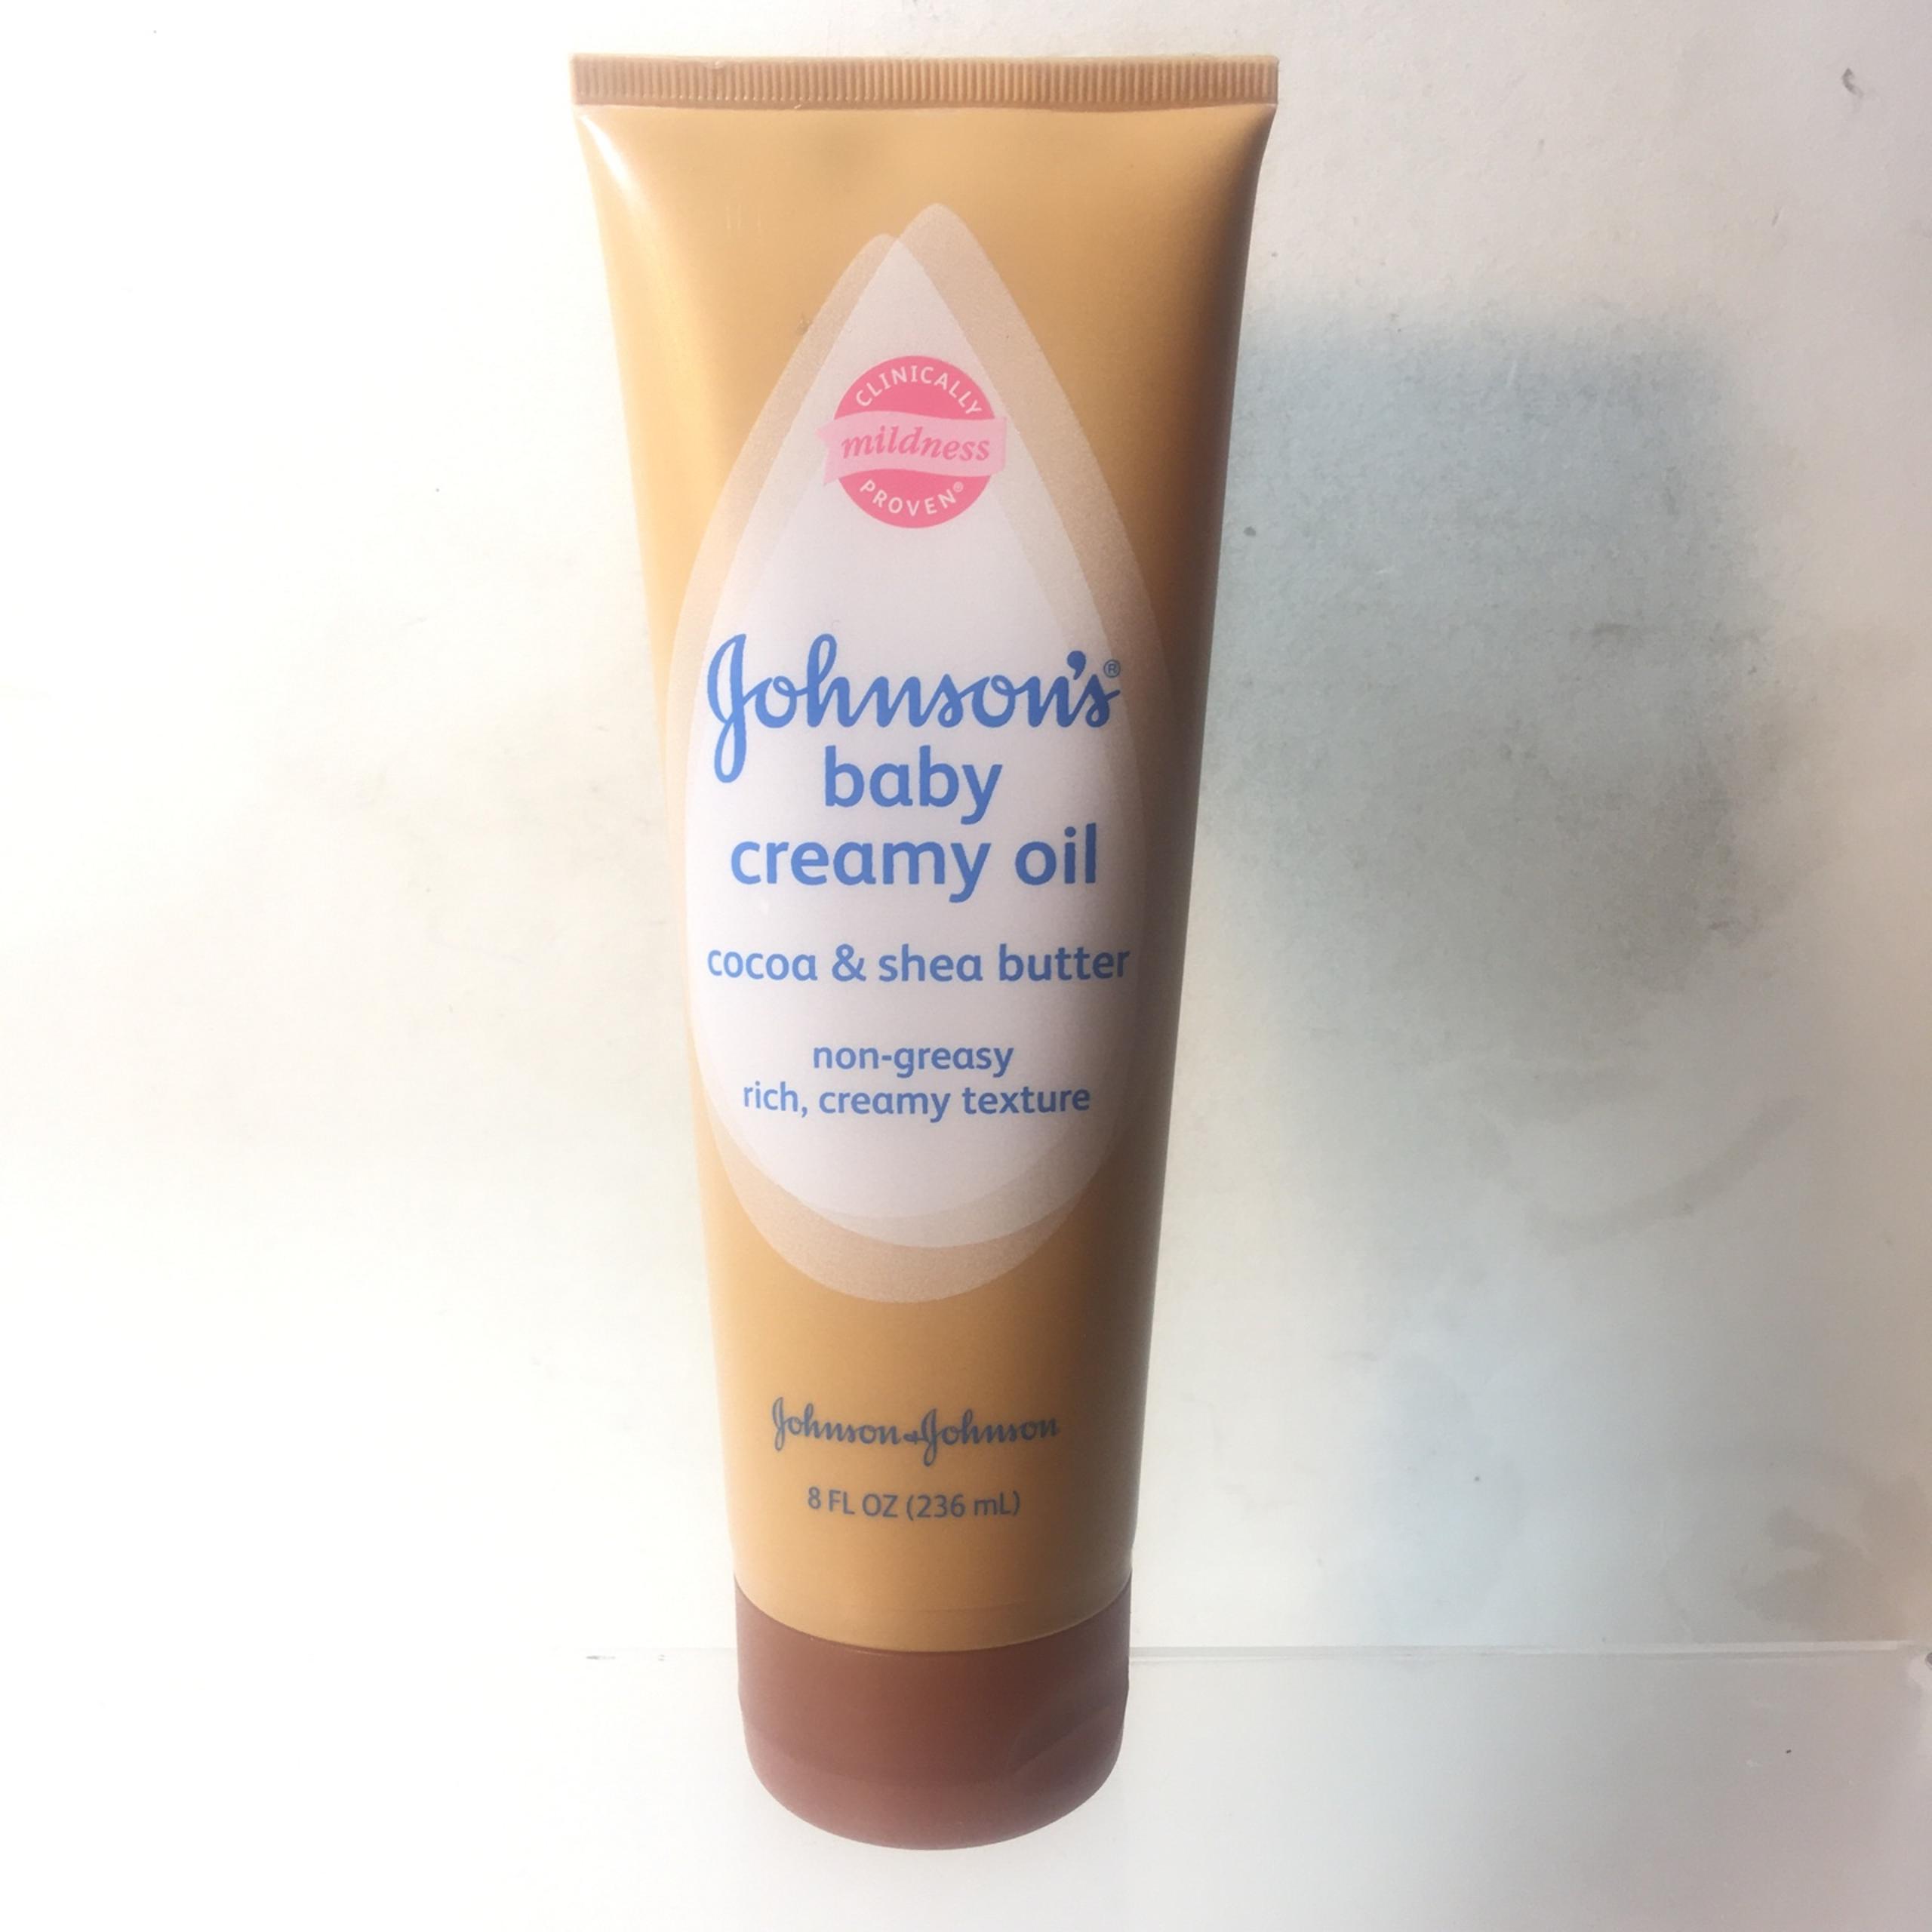 CLINICALLY
mildness
PROVEN®
Johnson's®
baby
creamy oil
cocoa & shea butter
non-greasy
rich, creamy texture
Johnson & Johnson
8 FL OZ (236 mL)